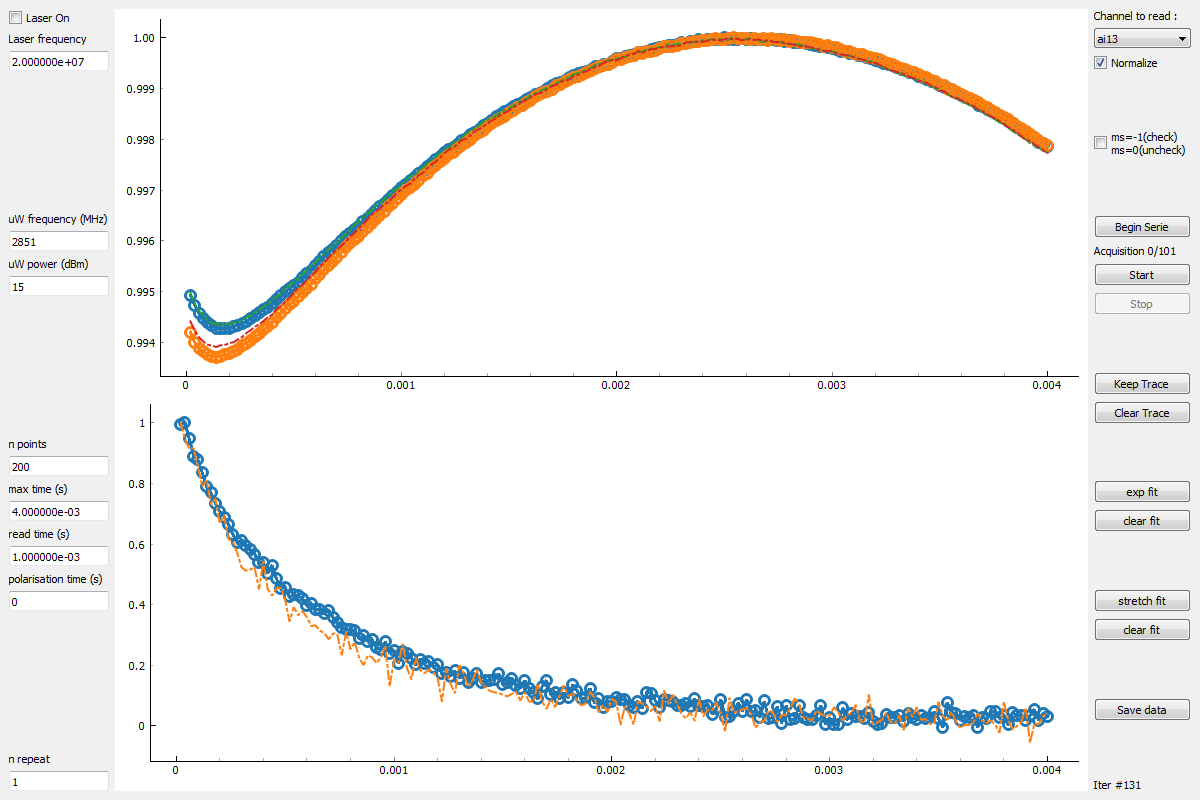 Laser On
Laser frequency
2.000000e+07
uW frequency (MHz)
2851
uW power (dBm)
15
n points
200
max time (s)
4.000000e-03
read time (s)
1.000000e-03
polarisation time (s)
0
n repeat
1
1.00
0.999
0.998
0.997
0.996
0.995
0.994
0
0.001
0.002
0.003
0.004
1
0.8
0.6
0.4
0.2
0
0
0.001
0.002
0.003
0.004
Channel to read :
ai13
Normalize
ms=-1(check)
ms=0(uncheck)
Begin Serie
Acquisition 0/101
Start
Stop
Keep Trace
Clear Trace
exp fit
clear fit
stretch fit
clear fit
Save data
Iter #131